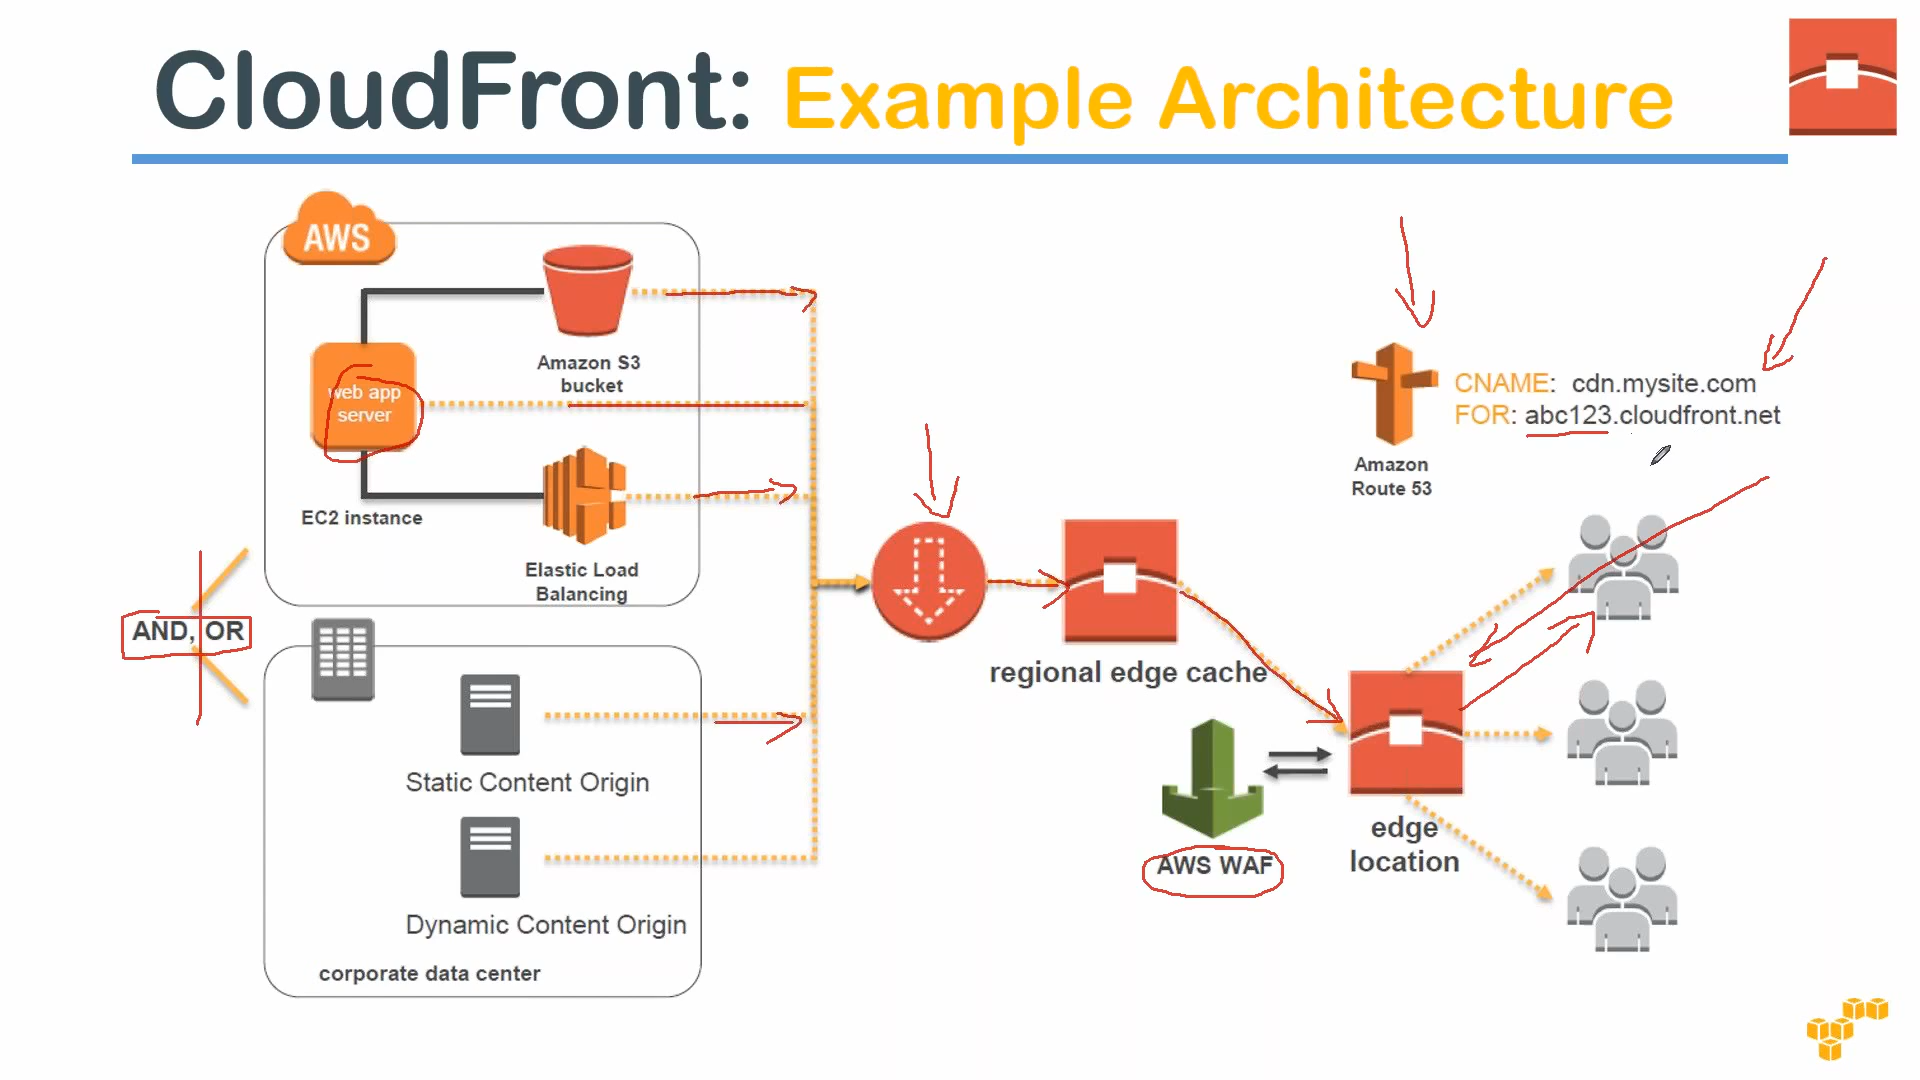 CloudFront: Example Architecture
AWS
Amazon S3
bucket
web app
server
EC2 instance
Elastic Load
Balancing
AND, OR
Static Content Origin
Dynamic Content Origin
corporate data center
regional edge cache
AWS WAF
edge
location
CNAME: cdn.mysite.com
FOR: abc123.cloudfront.net
Amazon
Route 53